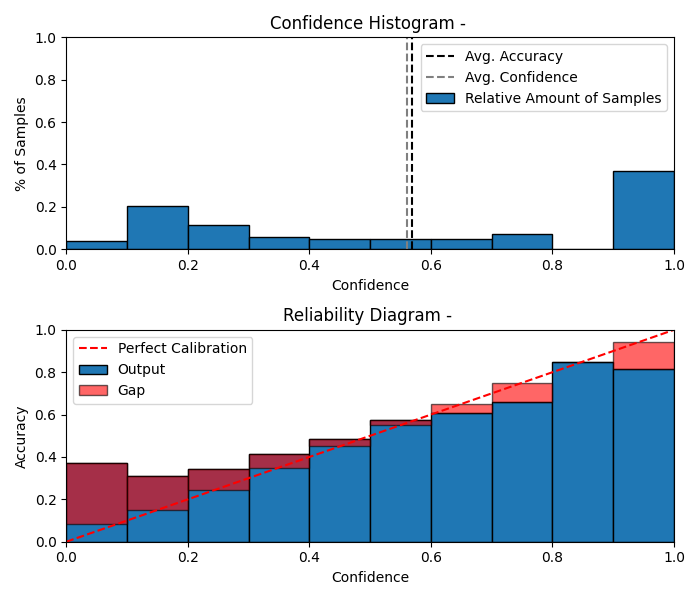 Confidence Histogram -
1.0
0.8
0.6
0.4
0.2
0.0
% of Samples
Avg. Accuracy
Avg. Confidence
Relative Amount of Samples
0.0 0.2 0.4 0.6 0.8 1.0
Confidence
Reliability Diagram -
1.0
0.8
0.6
0.4
0.2
0.0
Accuracy
Perfect Calibration
Output
Gap
0.0 0.2 0.4 0.6 0.8 1.0
Confidence